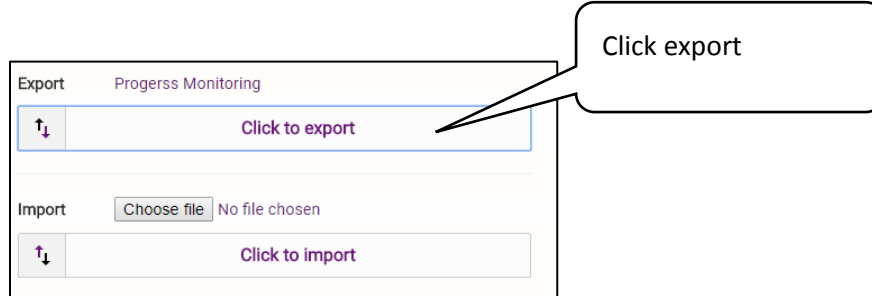 Click export
Export Progerss Monitoring
Click to export
Import Choose file No file chosen
Click to import